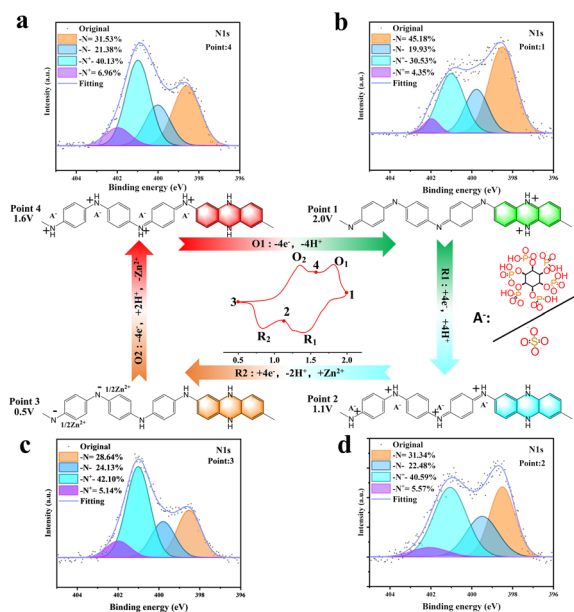 a
N1s
Original
-N= 31.53%
-N- 21.38%
-N⁺- 40.13%
-N⁺= 6.96%
Fitting
Point:4
Intensity (a.u.)
404 402 400 398 396
Binding energy (eV)
b
N1s
Original
-N= 45.18%
-N- 19.93%
-N⁺- 30.53%
-N⁺= 4.35%
Fitting
Point:1
Intensity (a.u.)
404 402 400 398 396
Binding energy (eV)
Point 4
1.6V
A⁻
A⁻
A⁻
A⁻
NH
NH
NH
NH
H
N
N
H
Point 1
2.0V
N
N
N
N
H
N
N
H
O1 : -4e⁻, -4H⁺
O2 : -4e⁻, +2H⁺, -Zn²⁺
O₂
4
O₁
3
2
1
R₂
R₁
0.5 1.0 1.5 2.0
R1 : +4e⁻, +4H⁺
A⁻:
R2 : +4e⁻, -2H⁺, +Zn²⁺
Point 3
0.5V
1/2Zn²⁺
1/2Zn²⁺
Point 2
1.1V
A⁻
A⁻
A⁻
A⁻
c
N1s
Original
-N= 28.64%
-N- 24.13%
-N⁺- 42.10%
-N⁺= 5.14%
Fitting
Point:3
Intensity (a.u.)
404 402 400 398 396
Binding energy (eV)
d
N1s
Original
-N= 31.34%
-N- 22.48%
-N⁺- 40.59%
-N⁺= 5.57%
Fitting
Point:2
Intensity (a.u.)
404 402 400 398 396
Binding energy (eV)